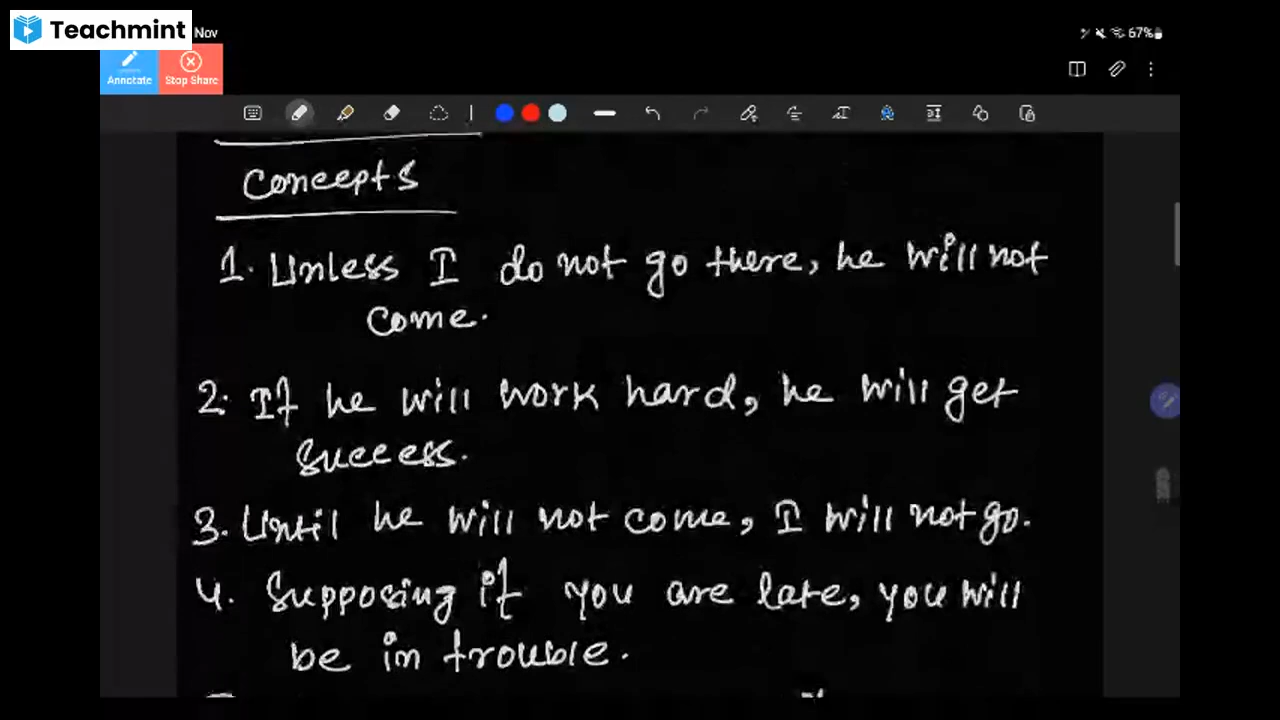 Teachmint
Nov
67%
Annotate
Stop Share
Concepts
1. Unless I do not go there, he will not
come.
2. If he will work hard, he will get
success.
3. Until he will not come, I will not go.
4. Supposing if you are late, you will
be in trouble.